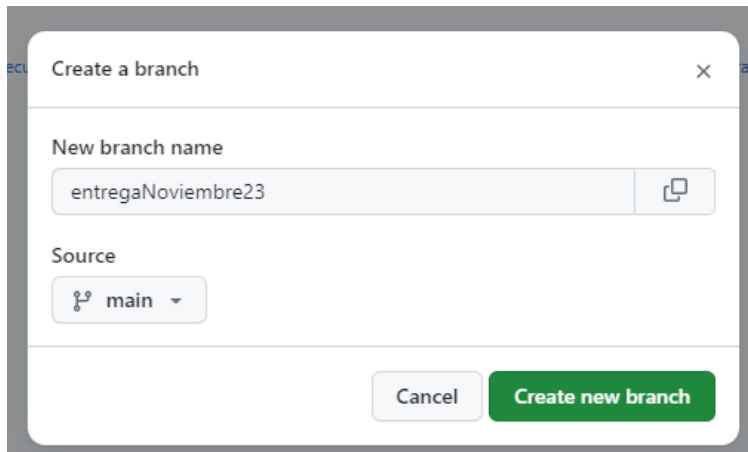 Create a branch
New branch name
entregaNoviembre23
Source
main
Cancel
Create new branch